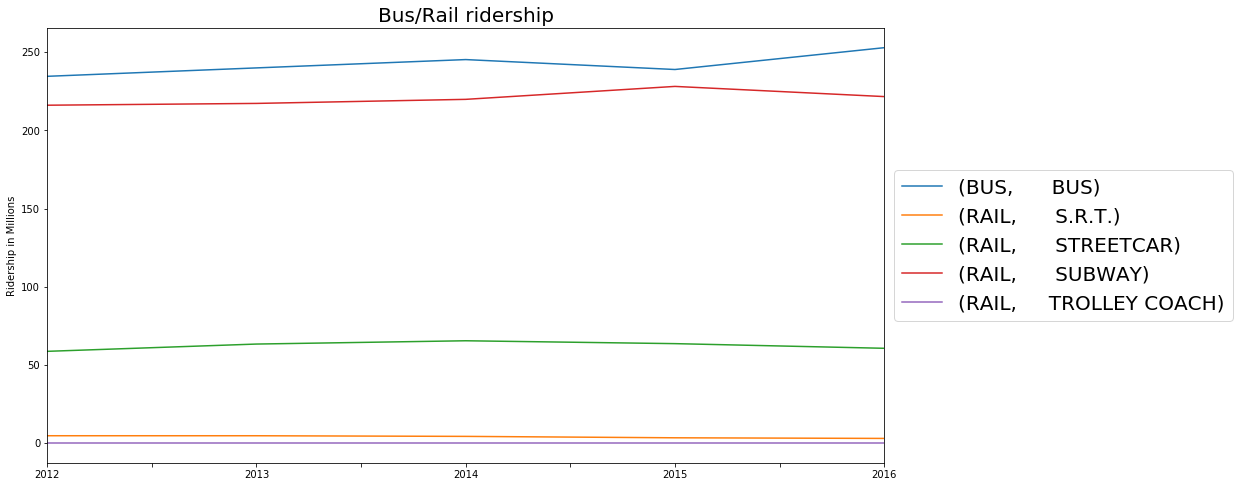 Bus/Rail ridership
Ridership in Millions
250
200
150
100
50
0
2012 2013 2014 2015 2016
(BUS, BUS)
(RAIL, S.R.T.)
(RAIL, STREETCAR)
(RAIL, SUBWAY)
(RAIL, TROLLEY COACH)